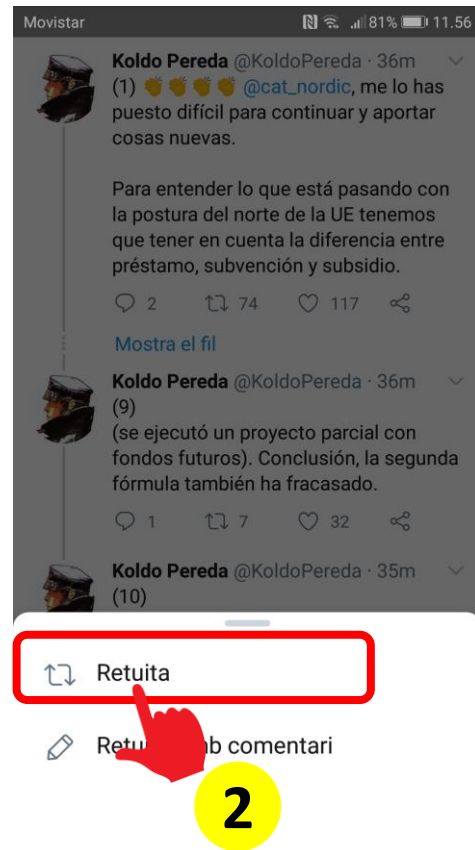 Movistar 81% 11.56
Koldo Pereda @KoldoPereda · 36m
(1) 👏👏👏👏 @cat_nordic, me lo has
puesto difícil para continuar y aportar
cosas nuevas.
Para entender lo que está pasando con
la postura del norte de la UE tenemos
que tener en cuenta la diferencia entre
préstamo, subvención y subsidio.
2 74 117
Mostra el fil
Koldo Pereda @KoldoPereda · 36m
(9)
(se ejecutó un proyecto parcial con
fondos futuros). Conclusión, la segunda
fórmula también ha fracasado.
1 7 32
Koldo Pereda @KoldoPereda · 35m
(10)
Retuita
comentari
2